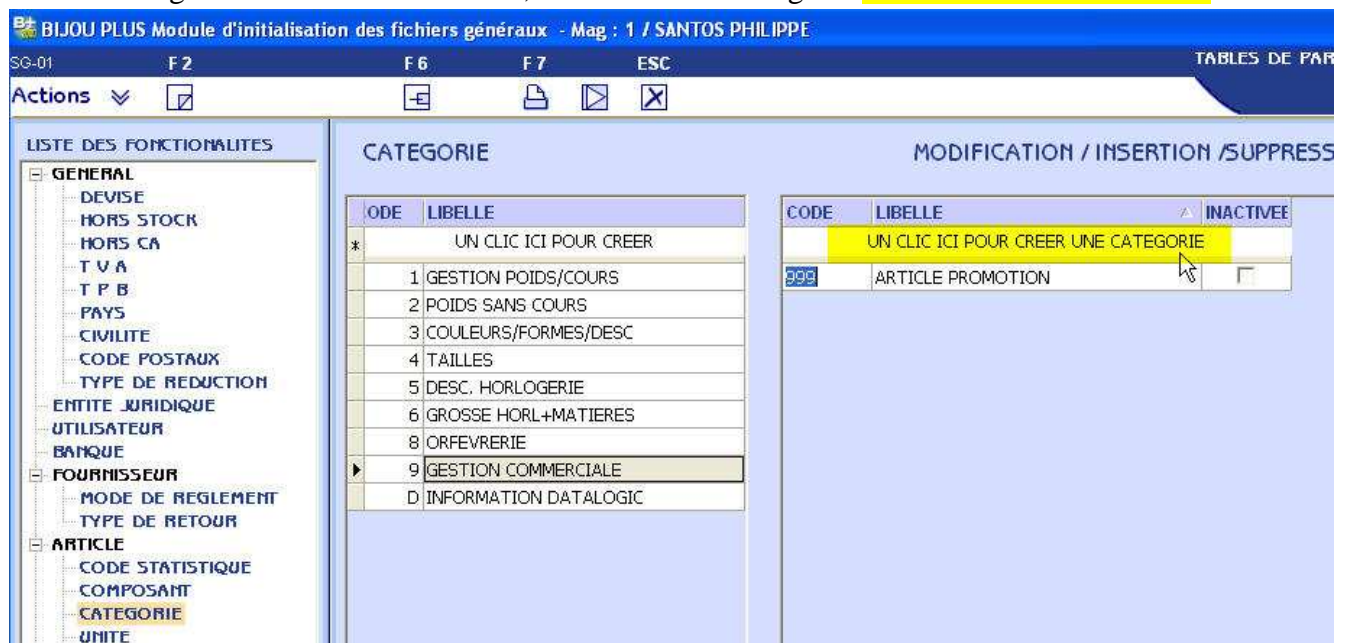 BIJOU PLUS Module d'initialisation des fichiers généraux - Mag : 1 / SANTOS PHILIPPE
SG-01 F 2 F 6 F 7 ESC TABLES DE PAR
Actions
LISTE DES FONCTIONALITES
GENERAL
DEVISE
HORS STOCK
HORS CA
T V A
T P B
PAYS
CIVILITE
CODE POSTAUX
TYPE DE REDUCTION
ENTITE JURIDIQUE
UTILISATEUR
BANQUE
FOURNISSEUR
MODE DE REGLEMENT
TYPE DE RETOUR
ARTICLE
CODE STATISTIQUE
COMPOSANT
CATEGORIE
UNITE
CATEGORIE
ODE LIBELLE
* UN CLIC ICI POUR CREER
1 GESTION POIDS/COURS
2 POIDS SANS COURS
3 COULEURS/FORMES/DESC
4 TAILLES
5 DESC. HORLOGERIE
6 GROSSE HORL+MATIERES
8 ORFEVRERIE
9 GESTION COMMERCIALE
D INFORMATION DATALOGIC
MODIFICATION / INSERTION /SUPPRESS
CODE LIBELLE INACTIVEE
UN CLIC ICI POUR CREER UNE CATEGORIE
999 ARTICLE PROMOTION